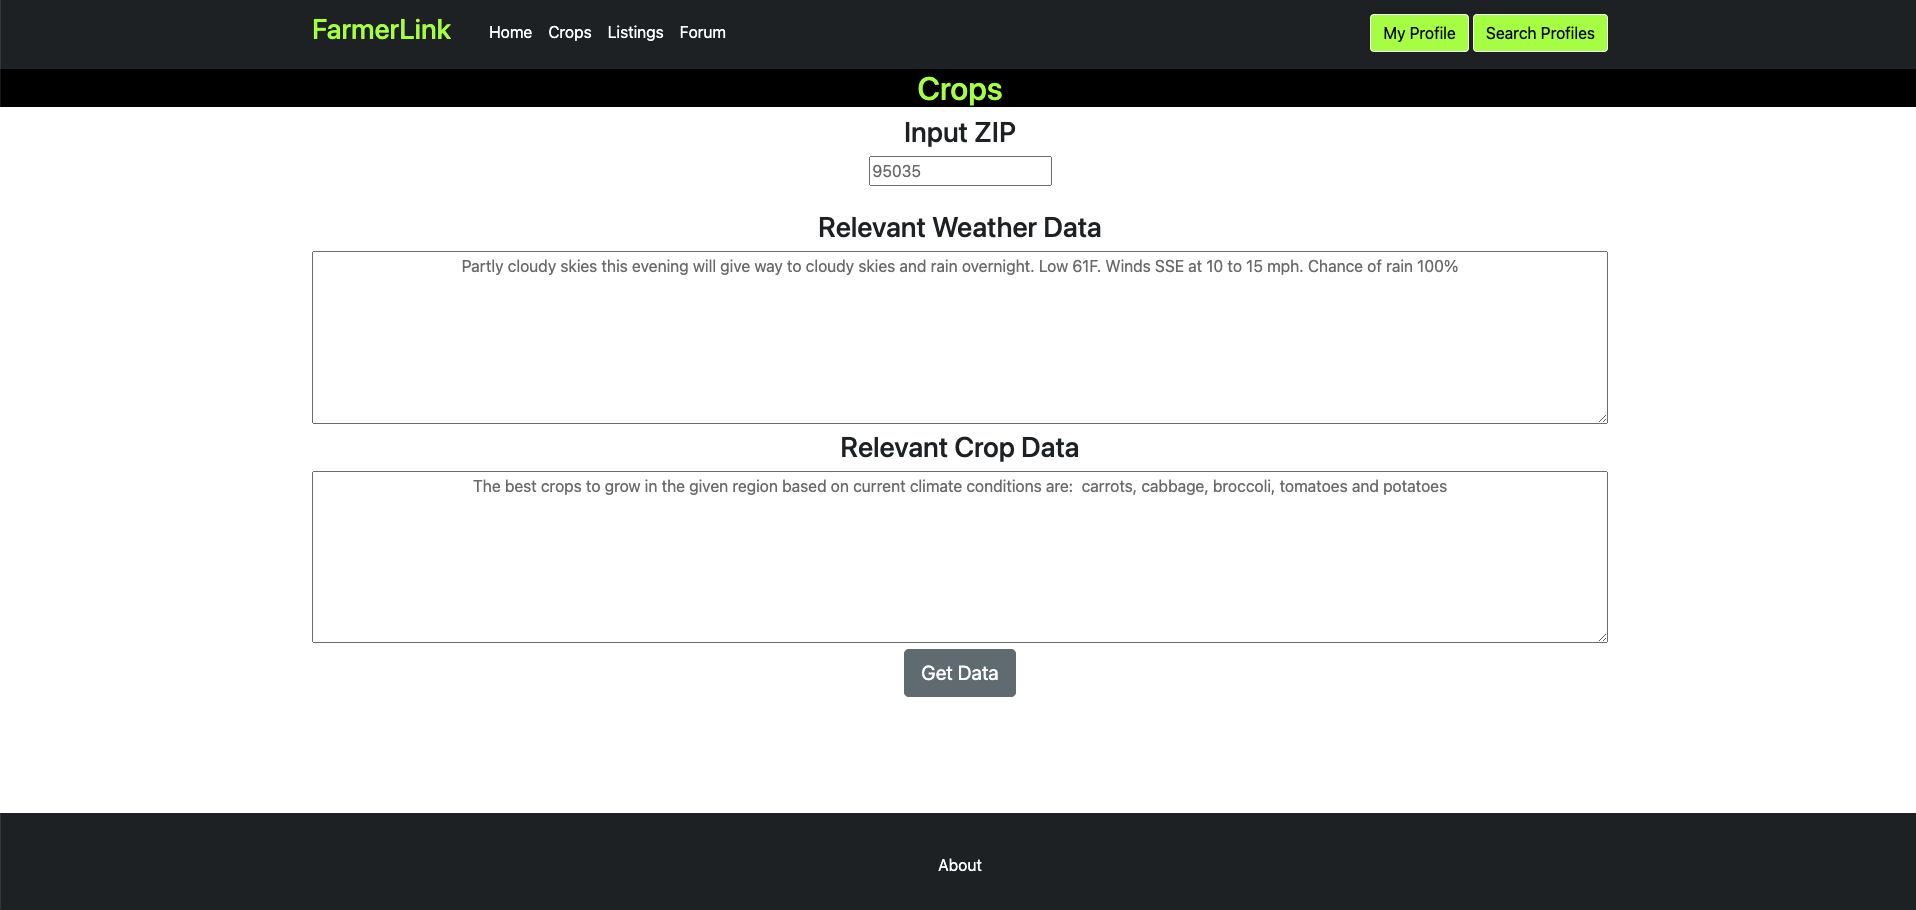 FarmerLink Home Crops Listings Forum My Profile Search Profiles
Crops
Input ZIP
95035
Relevant Weather Data
Partly cloudy skies this evening will give way to cloudy skies and rain overnight. Low 61F. Winds SSE at 10 to 15 mph. Chance of rain 100%
Relevant Crop Data
The best crops to grow in the given region based on current climate conditions are:  carrots, cabbage, broccoli, tomatoes and potatoes
Get Data
About